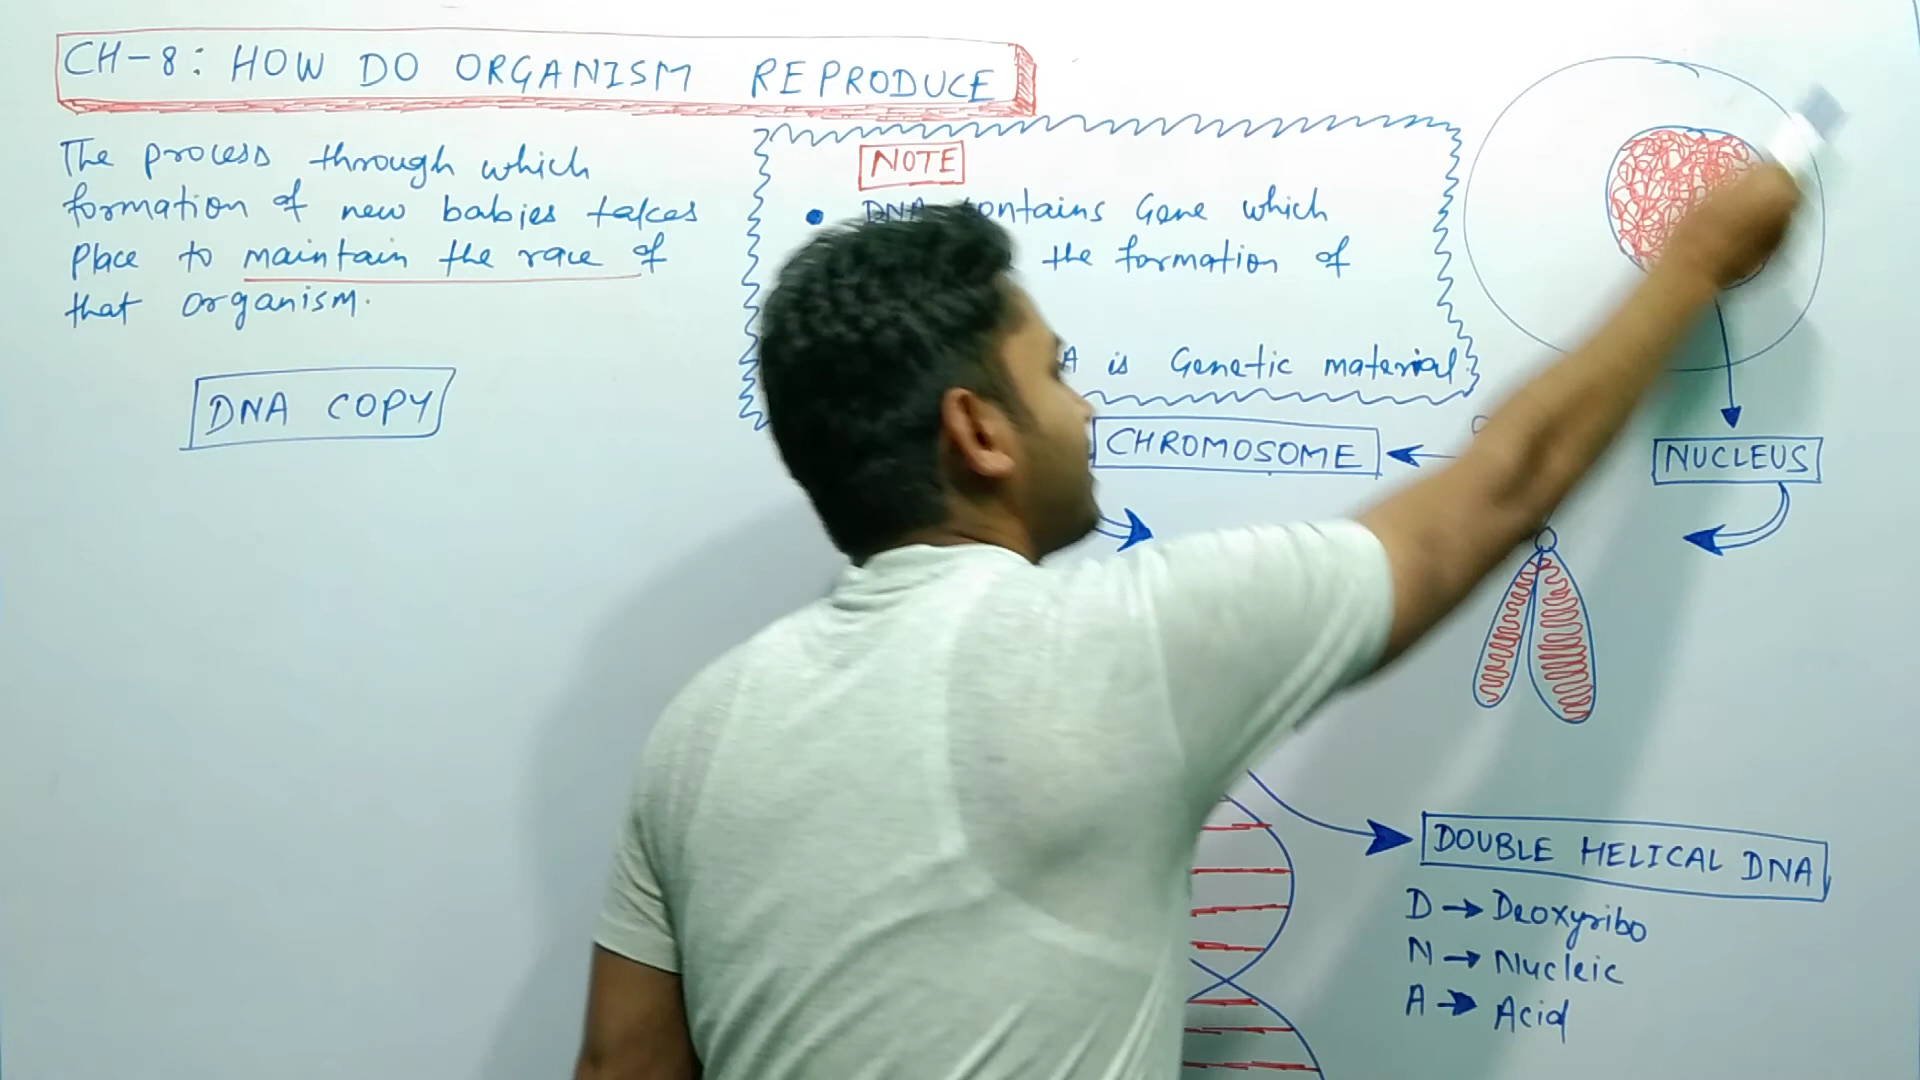 CH-8: HOW DO ORGANISM REPRODUCE
The process through which
formation of new babies takes
Place to maintain the race of
that organism.
DNA COPY
NOTE
DNA contains Gene which
the formation of
A is Genetic material.
CHROMOSOME
NUCLEUS
DOUBLE HELICAL DNA
D → Deoxyribo
N → Nucleic
A → Acid